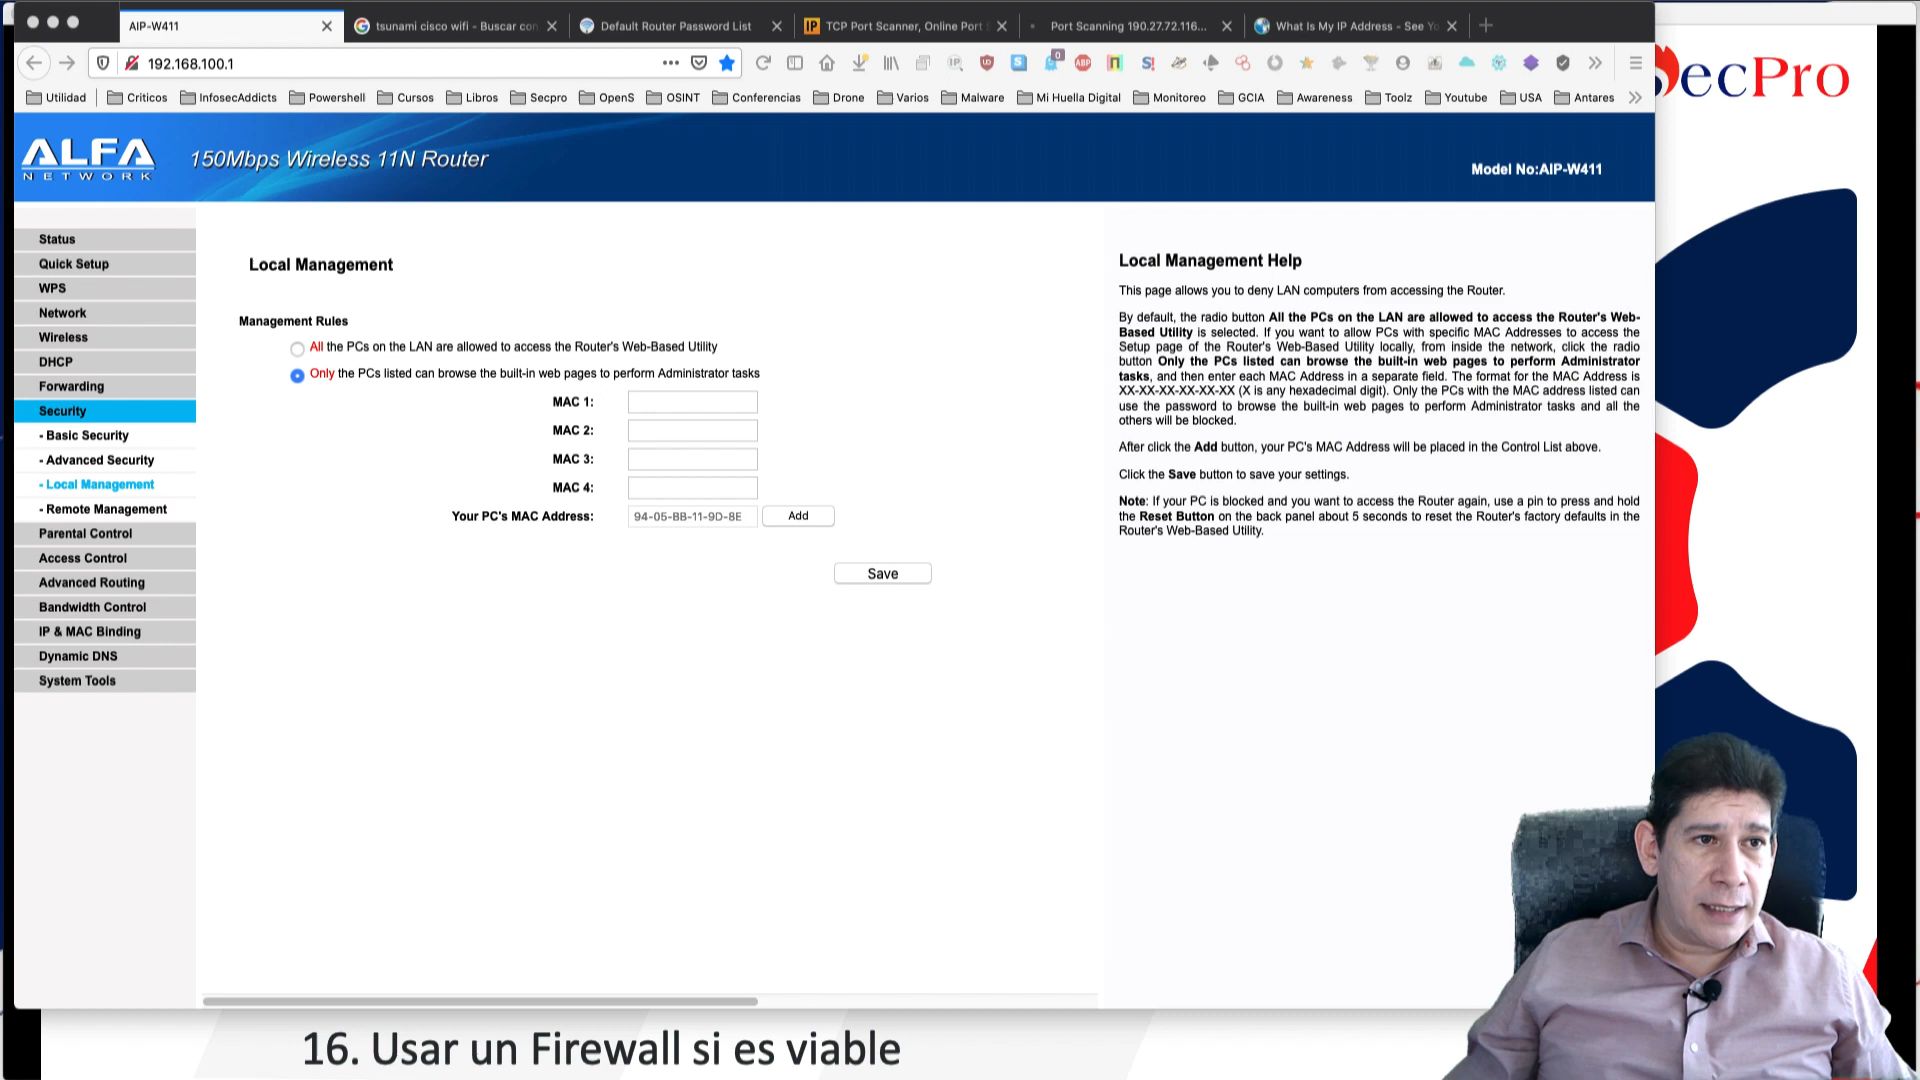 AIP-W411
tsunami cisco wifi - Buscar con
Default Router Password List
TCP Port Scanner, Online Port S
Port Scanning 190.27.72.116...
What Is My IP Address - See Yo
192.168.100.1
Utilidad
Criticos
InfosecAddicts
Powershell
Cursos
Libros
Secpro
OpenS
OSINT
Conferencias
Drone
Varios
Malware
Mi Huella Digital
Monitoreo
GCIA
Awareness
Toolz
Youtube
USA
Antares
SecPro
ALFA
NETWORK
150Mbps Wireless 11N Router
Model No:AIP-W411
Status
Quick Setup
WPS
Network
Wireless
DHCP
Forwarding
Security
- Basic Security
- Advanced Security
- Local Management
- Remote Management
Parental Control
Access Control
Advanced Routing
Bandwidth Control
IP & MAC Binding
Dynamic DNS
System Tools
Local Management
Management Rules
All the PCs on the LAN are allowed to access the Router's Web-Based Utility
Only the PCs listed can browse the built-in web pages to perform Administrator tasks
MAC 1:
MAC 2:
MAC 3:
MAC 4:
Your PC's MAC Address: 94-05-BB-11-9D-8E Add
Save
Local Management Help
This page allows you to deny LAN computers from accessing the Router.
By default, the radio button All the PCs on the LAN are allowed to access the Router's Web-
Based Utility is selected. If you want to allow PCs with specific MAC Addresses to access the
Setup page of the Router's Web-Based Utility locally, from inside the network, click the radio
button Only the PCs listed can browse the built-in web pages to perform Administrator
tasks, and then enter each MAC Address in a separate field. The format for the MAC Address is
XX-XX-XX-XX-XX-XX (X is any hexadecimal digit). Only the PCs with the MAC address listed can
use the password to browse the built-in web pages to perform Administrator tasks and all the
others will be blocked.
After click the Add button, your PC's MAC Address will be placed in the Control List above.
Click the Save button to save your settings.
Note: If your PC is blocked and you want to access the Router again, use a pin to press and hold
the Reset Button on the back panel about 5 seconds to reset the Router's factory defaults in the
Router's Web-Based Utility.
16. Usar un Firewall si es viable